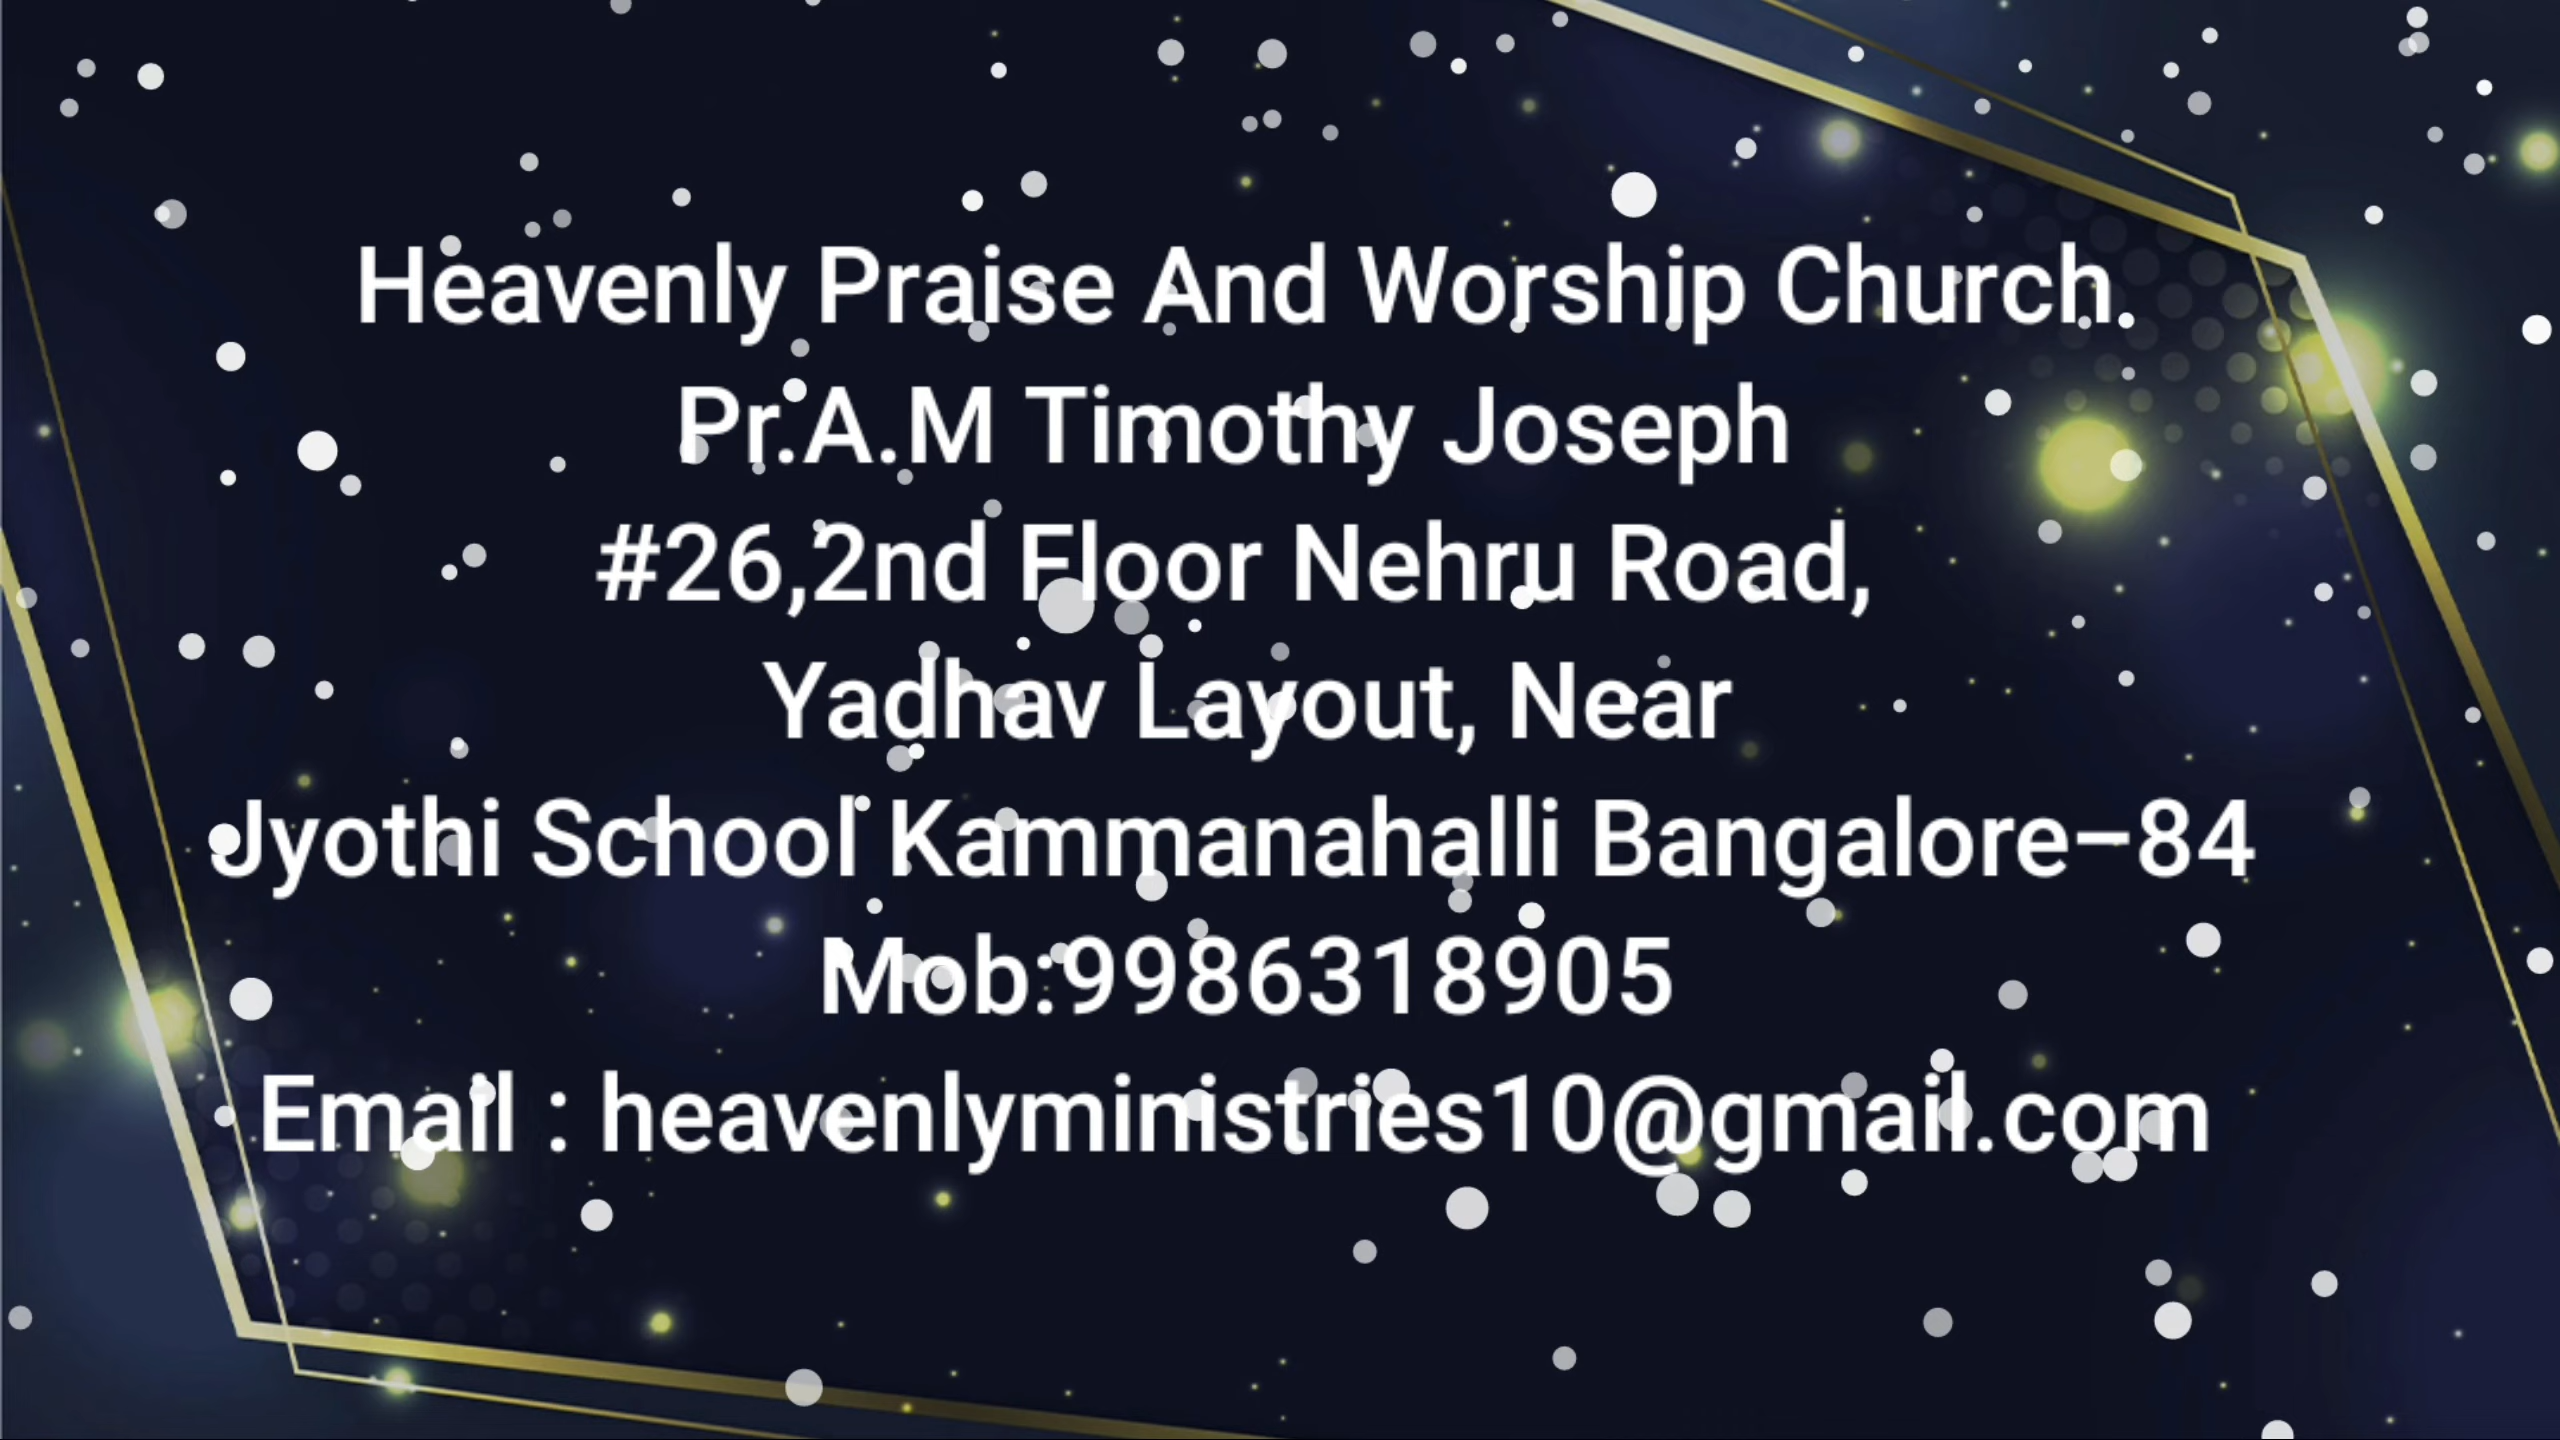 Heavenly Praise And Worship Church
Pr.A.M Timothy Joseph
#26,2nd Floor Nehru Road,
Yadhav Layout, Near
Jyothi School Kammanahalli Bangalore–84
Mob:9986318905
Email : heavenlyministries10@gmail.com